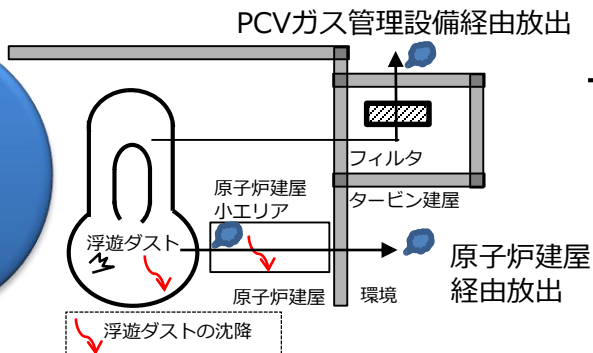 PCVガス管理設備経由放出
フィルタ
タービン建屋
原子炉建屋
小エリア
浮遊ダスト
原子炉建屋
経由放出
原子炉建屋
環境
浮遊ダストの沈降